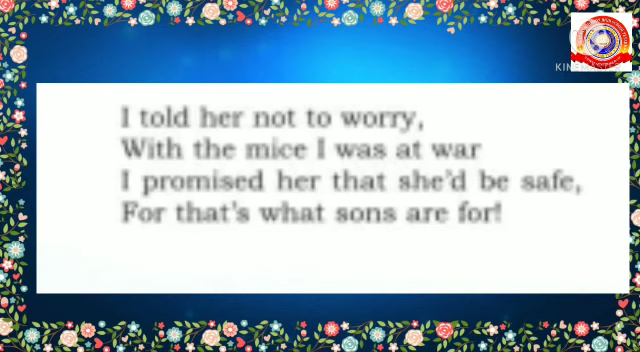 I told her not to worry,
With the mice I was at war
I promised her that she'd be safe,
For that's what sons are for!